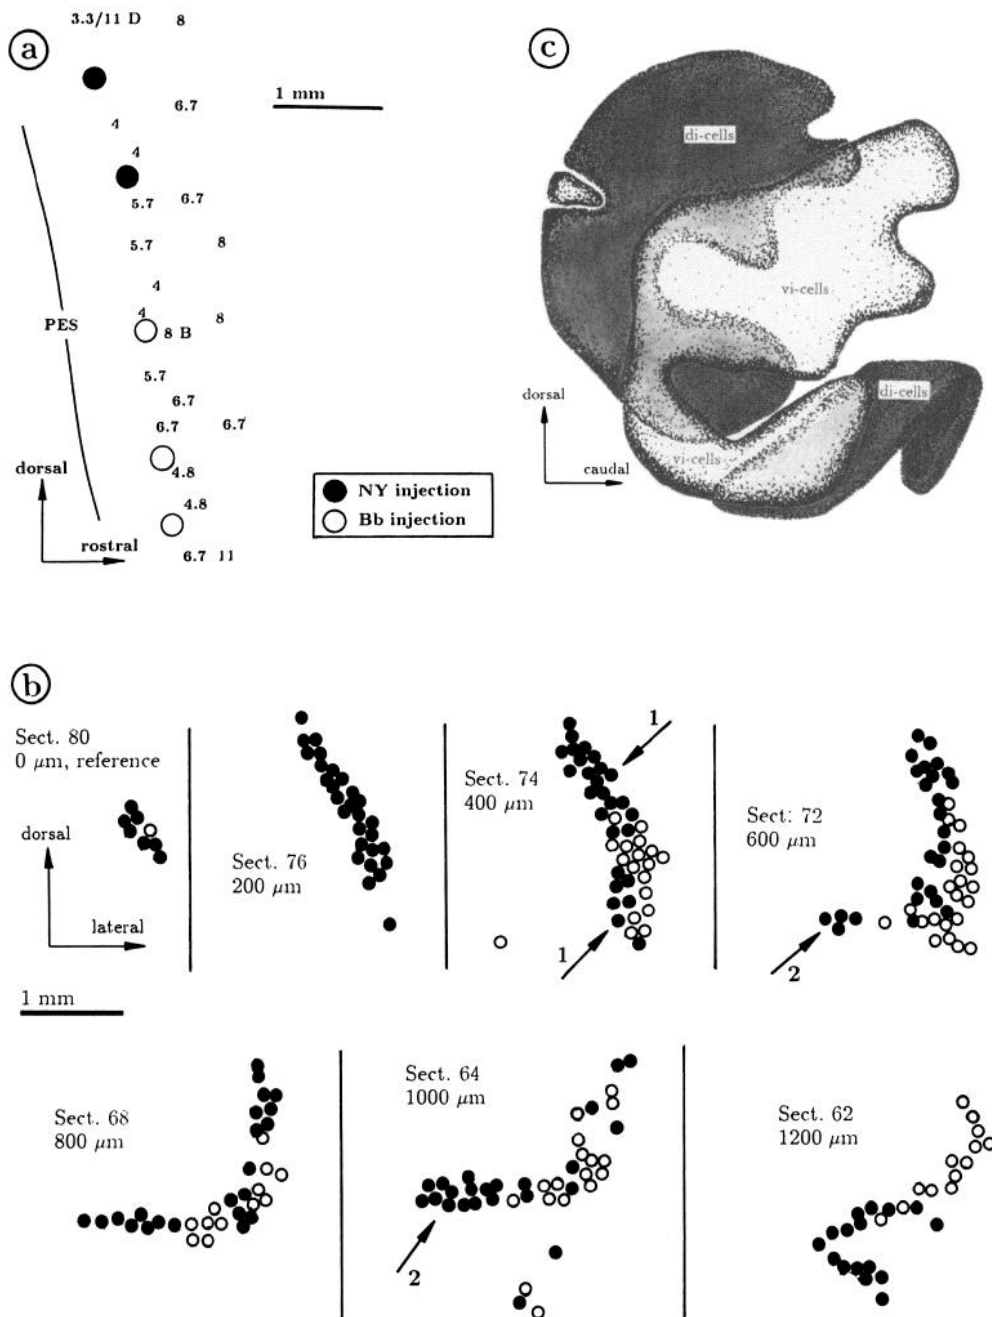 a
3.3/11 D 8
6.7
1 mm
4
4
5.7 6.7
5.7 8
4
4 8
PES
8 B
5.7
6.7
6.7 6.7
4.8
dorsal
4.8
rostral
6.7 11
NY injection
Bb injection
c
di-cells
vi-cells
dorsal
di-cells
caudal
vi-cells
b
Sect. 80
0 μm, reference
dorsal
lateral
1 mm
Sect. 76
200 μm
Sect. 74
400 μm
1
1
Sect. 72
600 μm
2
Sect. 68
800 μm
Sect. 64
1000 μm
2
Sect. 62
1200 μm